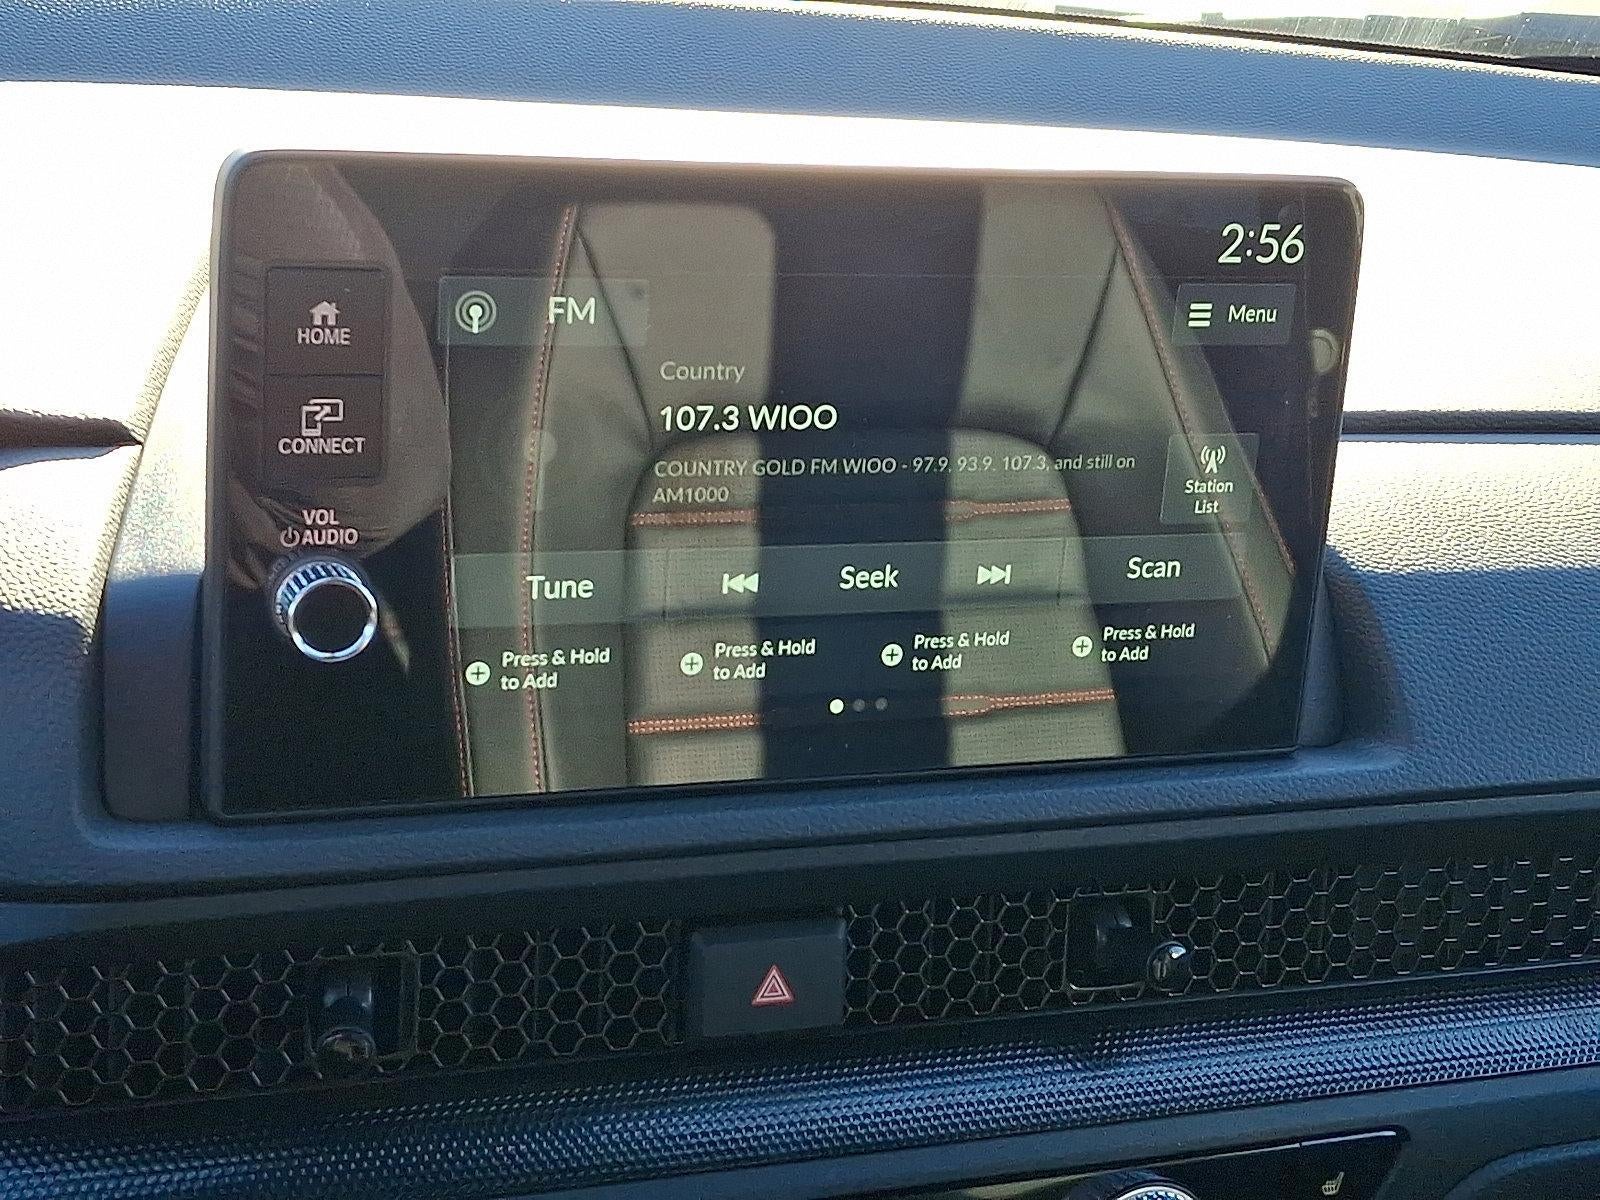 2:56
HOME
FM
Menu
Country
107.3 WIOO
CONNECT
COUNTRY GOLD FM WIOO - 97.9, 93.9, 107.3, and still on
AM1000
Station
List
VOL
AUDIO
Tune
Seek
Scan
Press & Hold
to Add
Press & Hold
to Add
Press & Hold
to Add
Press & Hold
to Add